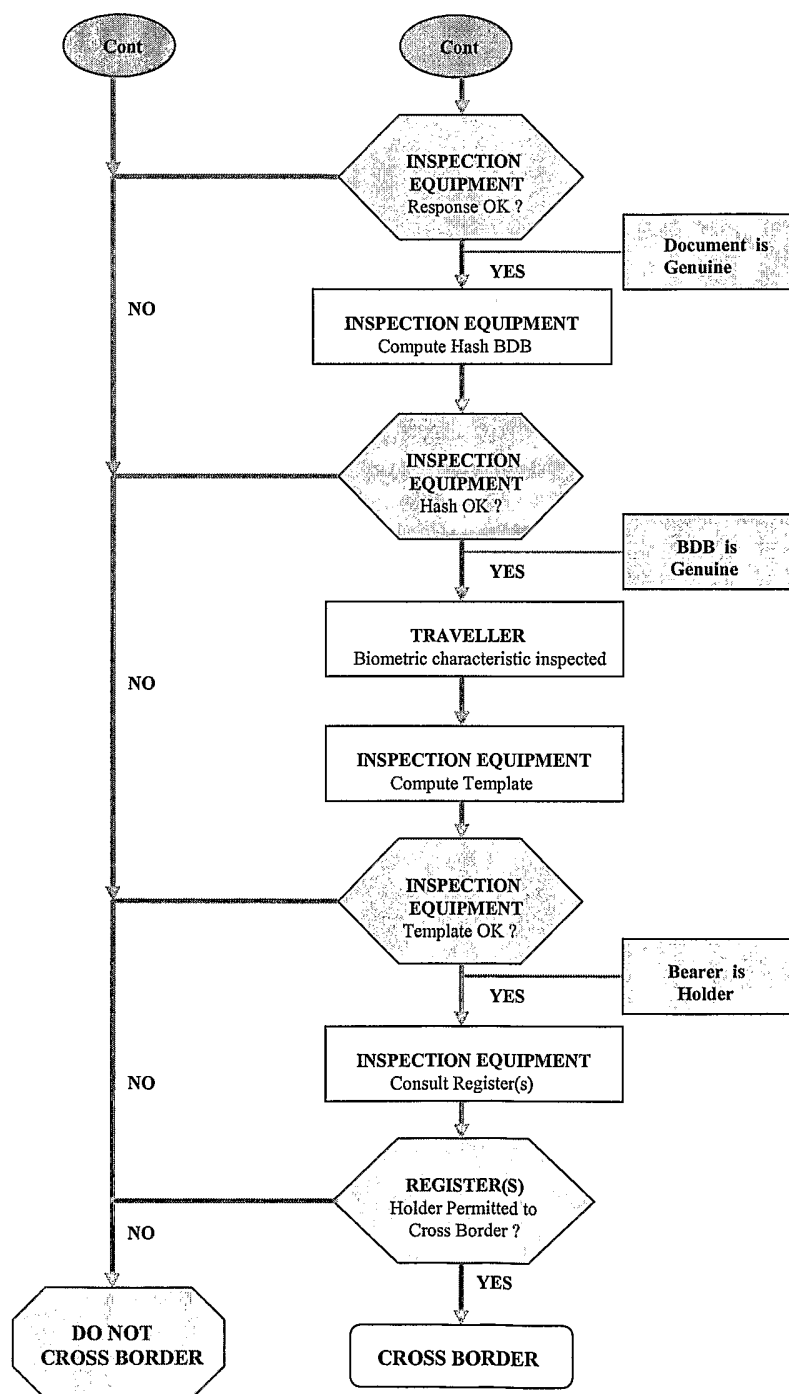 Cont
Cont
INSPECTION
EQUIPMENT
Response OK ?
Document is
Genuine
YES
NO
INSPECTION EQUIPMENT
Compute Hash BDB
INSPECTION
EQUIPMENT
Hash OK ?
BDB is
Genuine
YES
TRAVELLER
Biometric characteristic inspected
NO
INSPECTION EQUIPMENT
Compute Template
INSPECTION
EQUIPMENT
Template OK ?
Bearer is
Holder
YES
INSPECTION EQUIPMENT
Consult Register(s)
NO
REGISTER(S)
Holder Permitted to
Cross Border ?
NO
YES
DO NOT
CROSS BORDER
CROSS BORDER